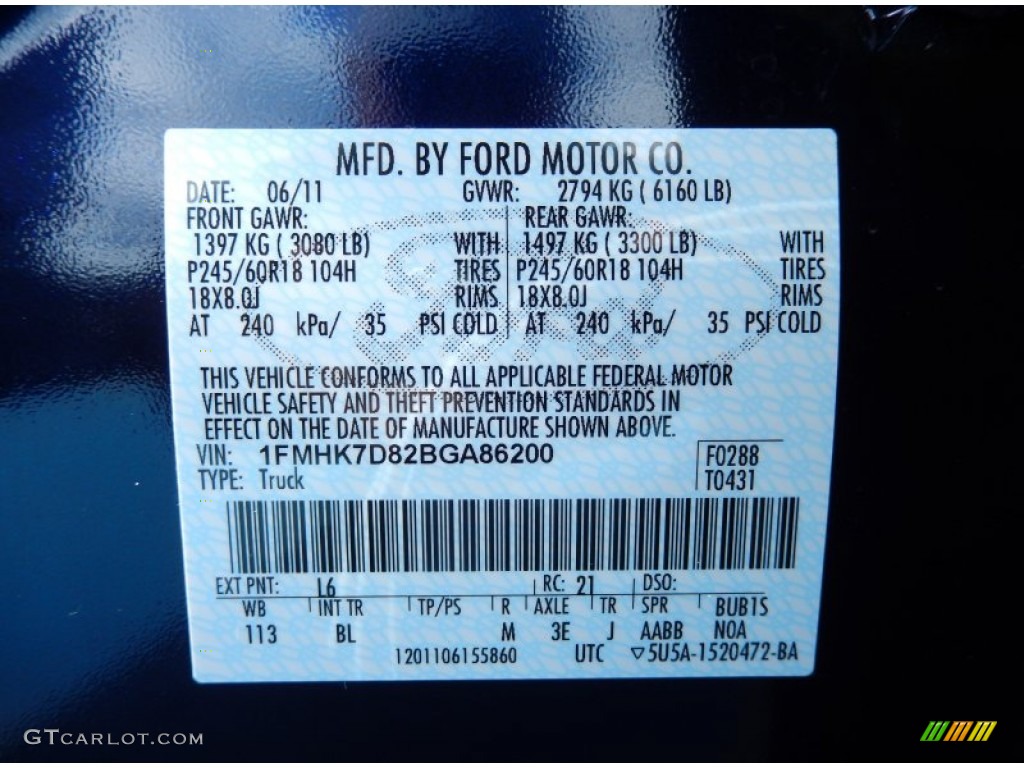 MFD. BY FORD MOTOR CO.
DATE: 06/11 GVWR: 2794 KG ( 6160 LB)
FRONT GAWR: REAR GAWR:
1397 KG ( 3080 LB) WITH 1497 KG ( 3300 LB) WITH
P245/60R18 104H TIRES P245/60R18 104H TIRES
18X8.0J RIMS 18X8.0J RIMS
AT 240 kPa/ 35 PSI COLD AT 240 kPa/ 35 PSI COLD
THIS VEHICLE CONFORMS TO ALL APPLICABLE FEDERAL MOTOR
VEHICLE SAFETY AND THEFT PREVENTION STANDARDS IN
EFFECT ON THE DATE OF MANUFACTURE SHOWN ABOVE.
VIN: 1FMHK7D82BGA86200 F0288
TYPE: Truck T0431
EXT PNT: L6 RC: 21 DSO:
WB INT TR TP/PS R AXLE TR SPR BUB1S
113 BL M 3E J AABB NOA
1201106155860 UTC ▽5U5A-1520472-BA
Ford
GTCARLOT.COM